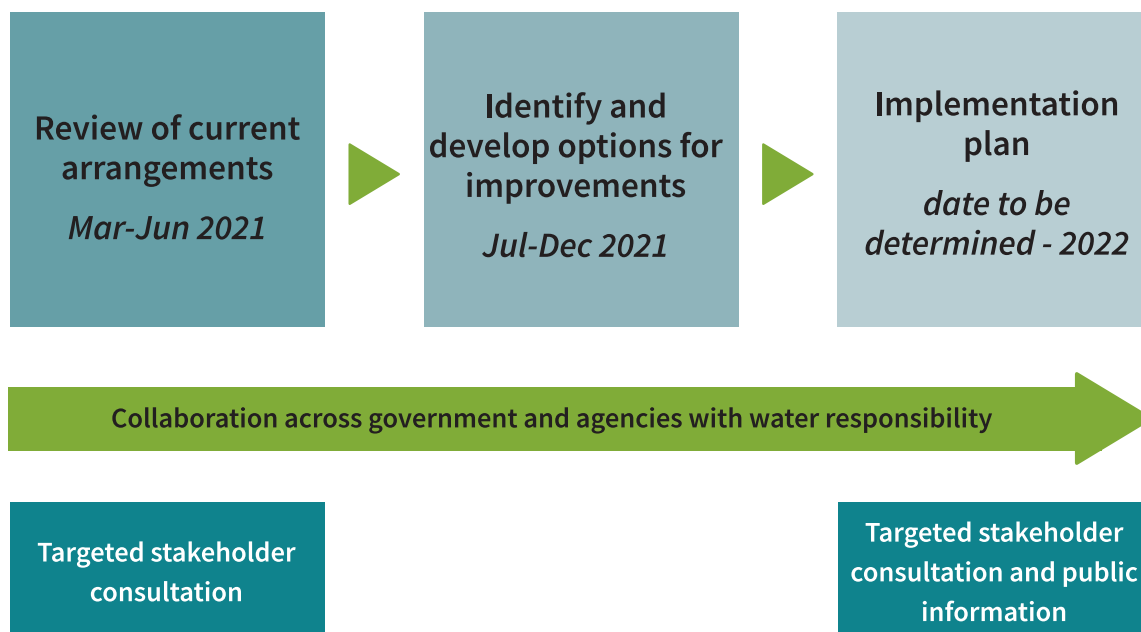 Review of current
arrangements
Mar-Jun 2021
Identify and
develop options for
improvements
Jul-Dec 2021
Implementation
plan
date to be
determined - 2022
Collaboration across government and agencies with water responsibility
Targeted stakeholder
consultation
Targeted stakeholder
consultation and public
information